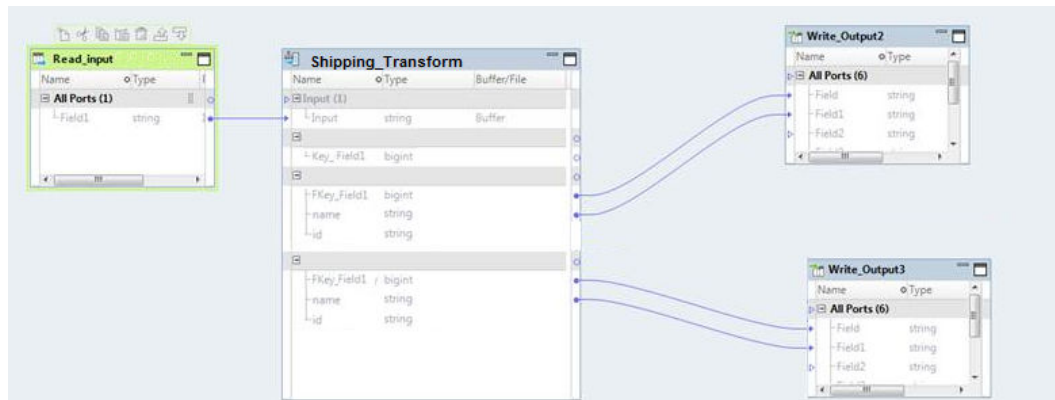 Read_input
Name Type
All Ports (1)
Field1 string
Shipping_Transform
Name Type Buffer/File
Input (1)
Input string Buffer
Key_Field1 bigint
FKey_Field1 bigint
name string
id string
FKey_Field1 bigint
name string
id string
Write_Output2
Name Type
All Ports (6)
Field string
Field1 string
Field2 string
Write_Output3
Name Type
All Ports (6)
Field string
Field1 string
Field2 string